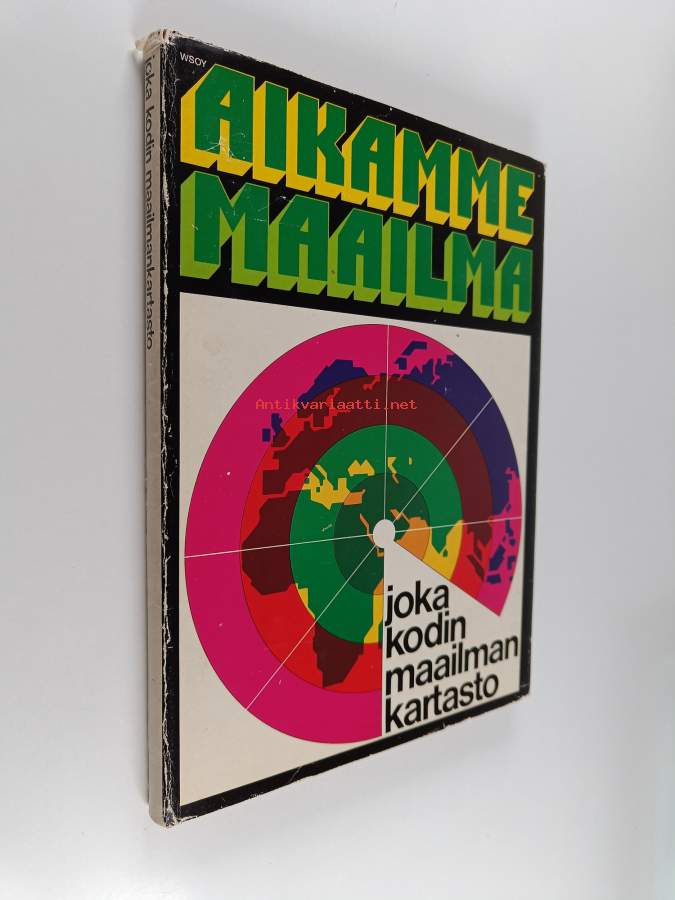 WSOY
AIKAMME
MAAILMA
joka kodin maailmankartasto
Antikvariaatti.net
joka
kodin
maailman
kartasto